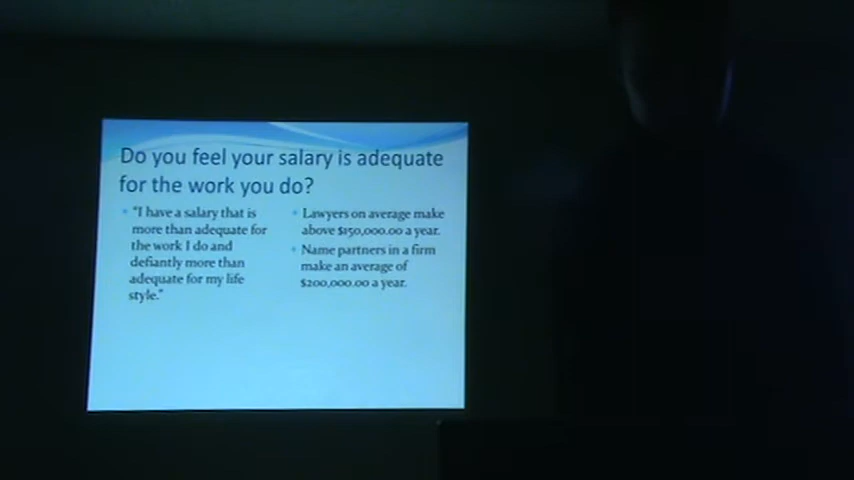 Do you feel your salary is adequate
for the work you do?
"I have a salary that is
more than adequate for
the work I do and
defiantly more than
adequate for my life
style."
Lawyers on average make
above $150,000.00 a year.
Name partners in a firm
make an average of
$200,000.00 a year.